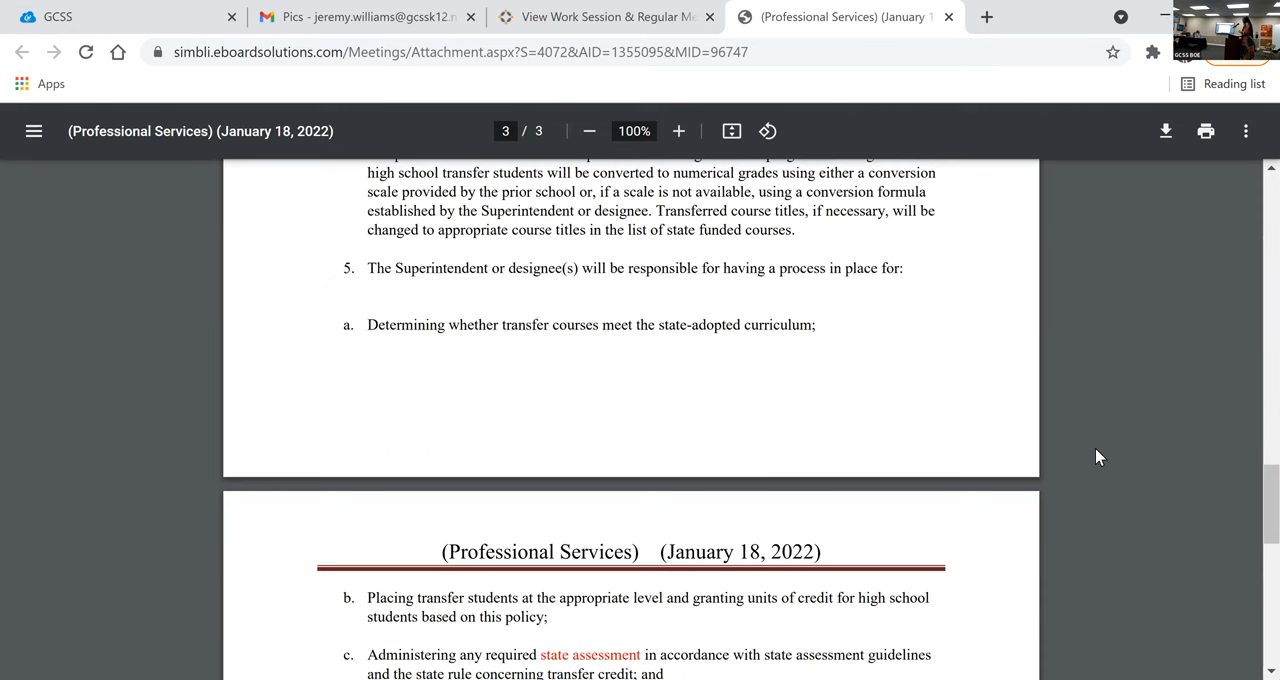 GCSS
Pics - jeremy.williams@gcssk12.n
View Work Session & Regular Me
(Professional Services) (January 1
simbli.eboardsolutions.com/Meetings/Attachment.aspx?S=4072&AID=1355095&MID=96747
GCSS BOE
Apps
Reading list
(Professional Services) (January 18, 2022)
3 / 3
100%
high school transfer students will be converted to numerical grades using either a conversion
scale provided by the prior school or, if a scale is not available, using a conversion formula
established by the Superintendent or designee. Transferred course titles, if necessary, will be
changed to appropriate course titles in the list of state funded courses.
5. The Superintendent or designee(s) will be responsible for having a process in place for:
a. Determining whether transfer courses meet the state-adopted curriculum;
(Professional Services) (January 18, 2022)
b. Placing transfer students at the appropriate level and granting units of credit for high school
students based on this policy;
c. Administering any required state assessment in accordance with state assessment guidelines
and the state rule concerning transfer credit; and